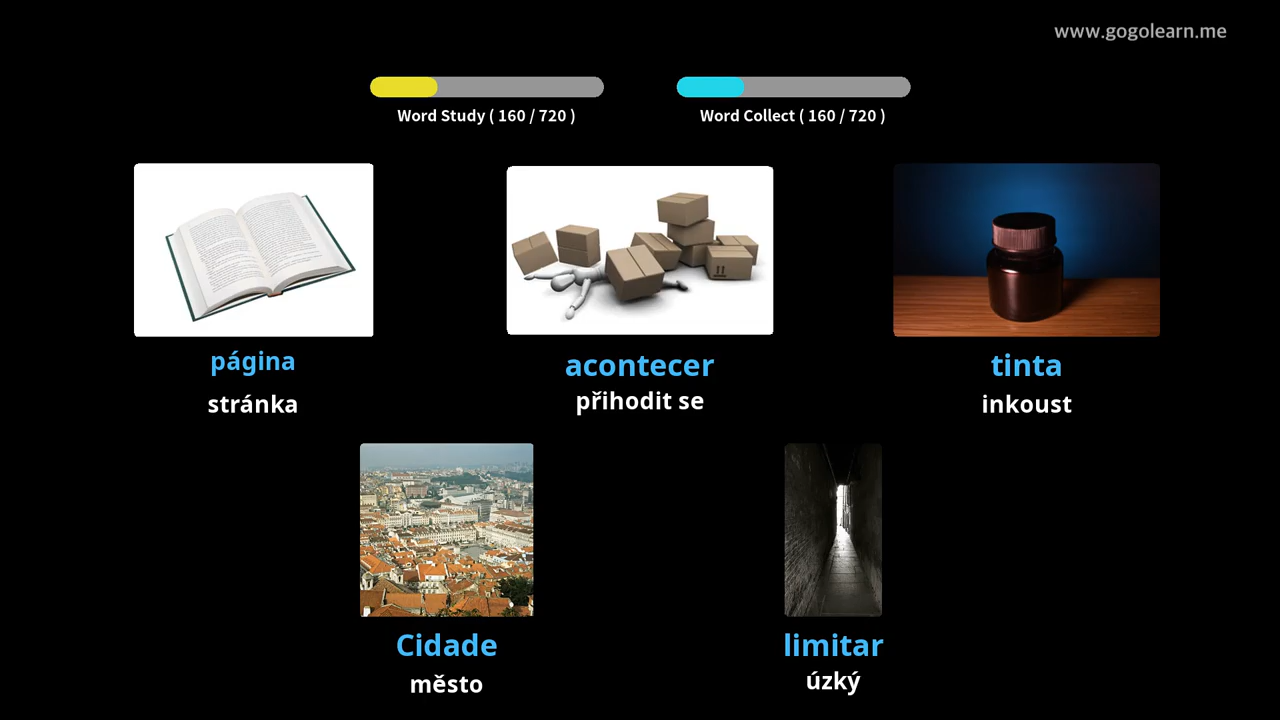 www.gogolearn.me
Word Study ( 160 / 720 )
Word Collect ( 160 / 720 )
página
stránka
acontecer
přihodit se
tinta
inkoust
Cidade
město
limitar
úzký